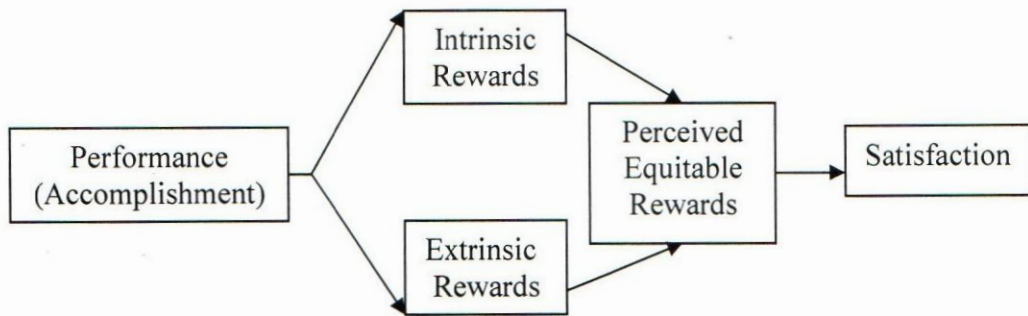 Intrinsic
Rewards
Performance
(Accomplishment)
Perceived
Equitable
Rewards
Satisfaction
Extrinsic
Rewards